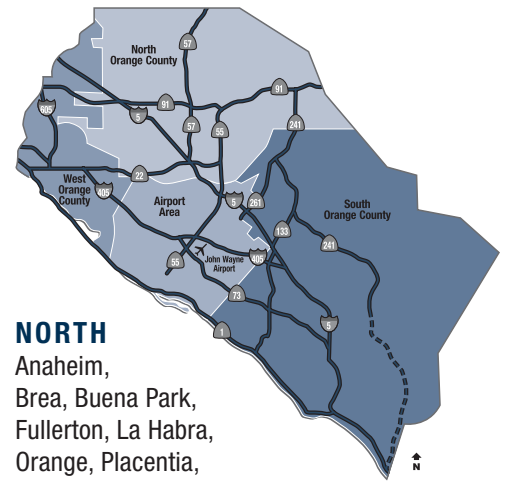 57
North
Orange County
91
605
91
5
57
55
241
22
West
Orange
County
405
Airport
Area
5
261
South
Orange County
133
241
55
John Wayne
Airport
405
73
1
5
NORTH
Anaheim,
Brea, Buena Park,
Fullerton, La Habra,
Orange, Placentia,
N